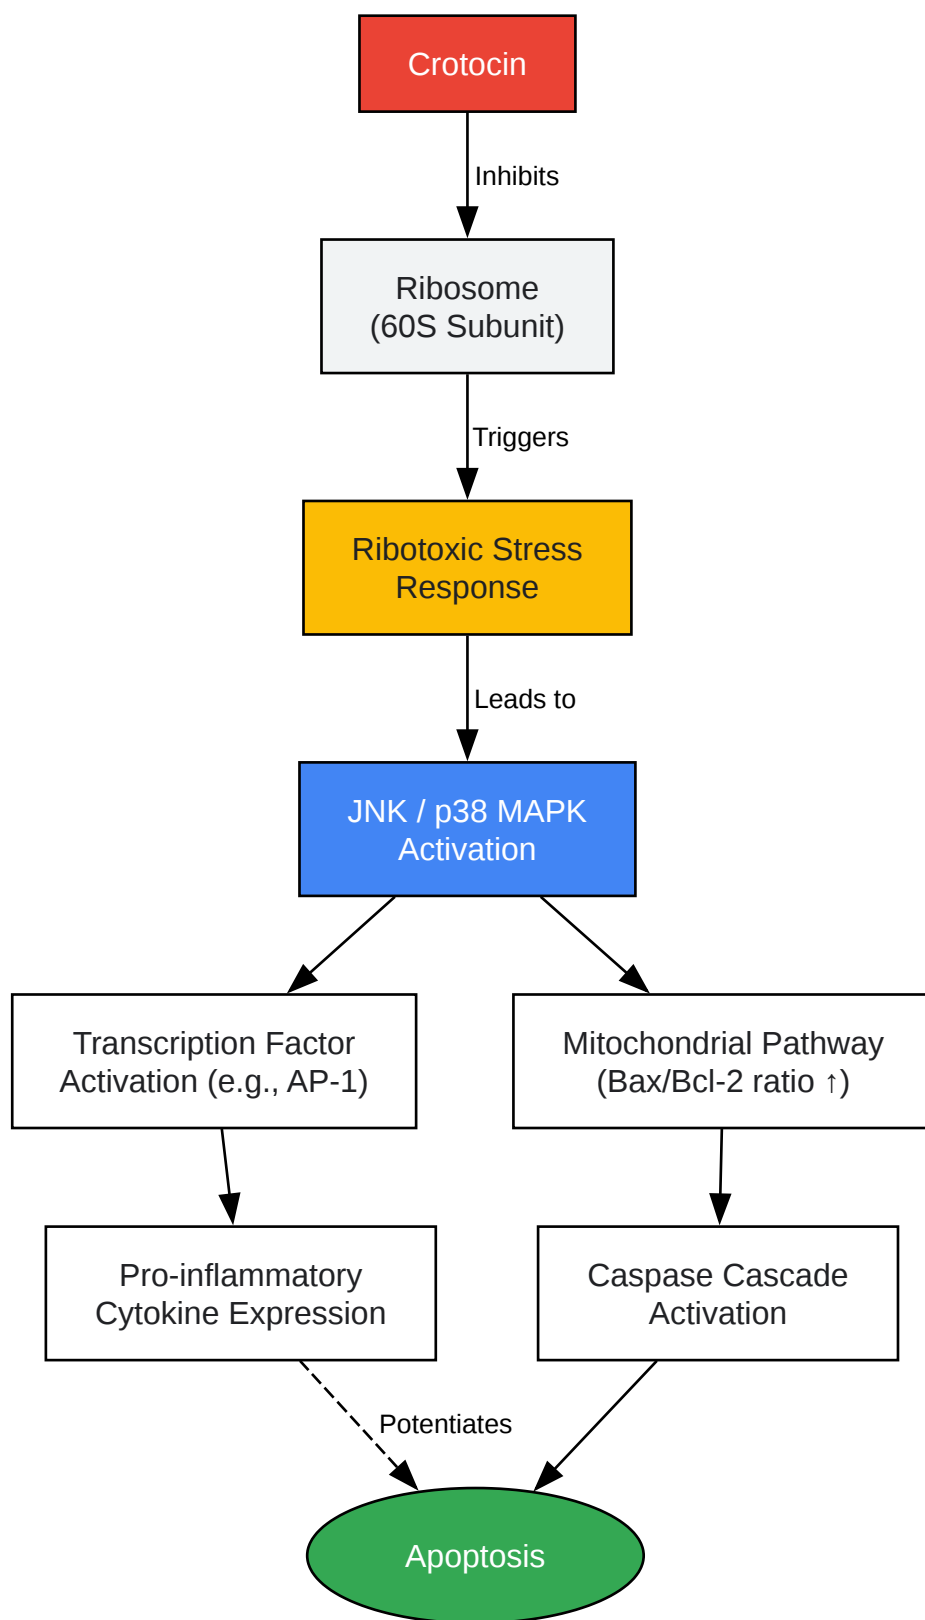 Crotocin
Inhibits
Ribosome
(60S Subunit)
Triggers
Ribotoxic Stress
Response
Leads to
JNK / p38 MAPK
Activation
Transcription Factor
Activation (e.g., AP-1)
Mitochondrial Pathway
(Bax/Bcl-2 ratio ↑)
Pro-inflammatory
Cytokine Expression
Caspase Cascade
Activation
Potentiates
Apoptosis